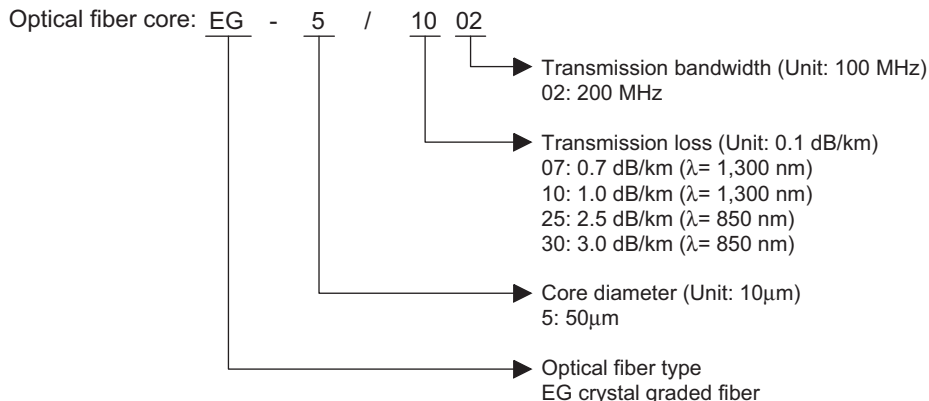 Optical fiber core: EG - 5 / 10 02
Transmission bandwidth (Unit: 100 MHz)
02: 200 MHz
Transmission loss (Unit: 0.1 dB/km)
07: 0.7 dB/km (λ= 1,300 nm)
10: 1.0 dB/km (λ= 1,300 nm)
25: 2.5 dB/km (λ= 850 nm)
30: 3.0 dB/km (λ= 850 nm)
Core diameter (Unit: 10μm)
5: 50μm
Optical fiber type
EG crystal graded fiber